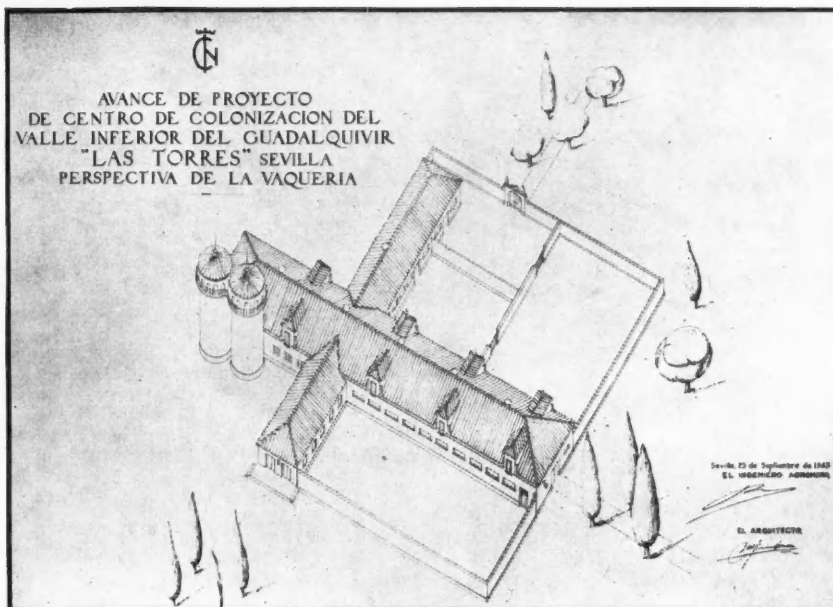 AVANCE DE PROYECTO
DE CENTRO DE COLONIZACION DEL
VALLE INFERIOR DEL GUADALQUIVIR
"LAS TORRES" SEVILLA
PERSPECTIVA DE LA VAQUERIA
Sevilla, 25 de Septiembre de
EL INGENIERO AGRONOMO,
EL ARQUITECTO